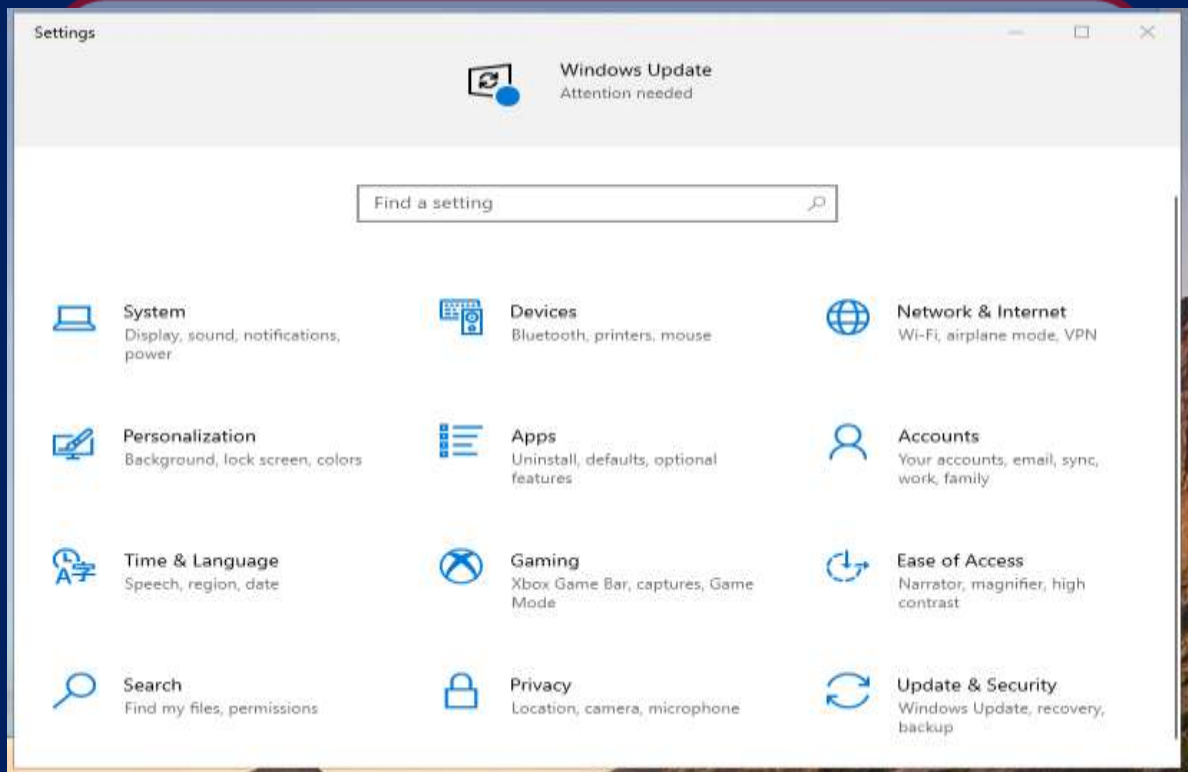 Settings
Windows Update
Attention needed
Find a setting
System
Display, sound, notifications,
power
Devices
Bluetooth, printers, mouse
Network & Internet
Wi-Fi, airplane mode, VPN
Personalization
Background, lock screen, colors
Apps
Uninstall, defaults, optional
features
Accounts
Your accounts, email, sync,
work, family
Time & Language
Speech, region, date
Gaming
Xbox Game Bar, captures, Game
Mode
Ease of Access
Narrator, magnifier, high
contrast
Search
Find my files, permissions
Privacy
Location, camera, microphone
Update & Security
Windows Update, recovery,
backup